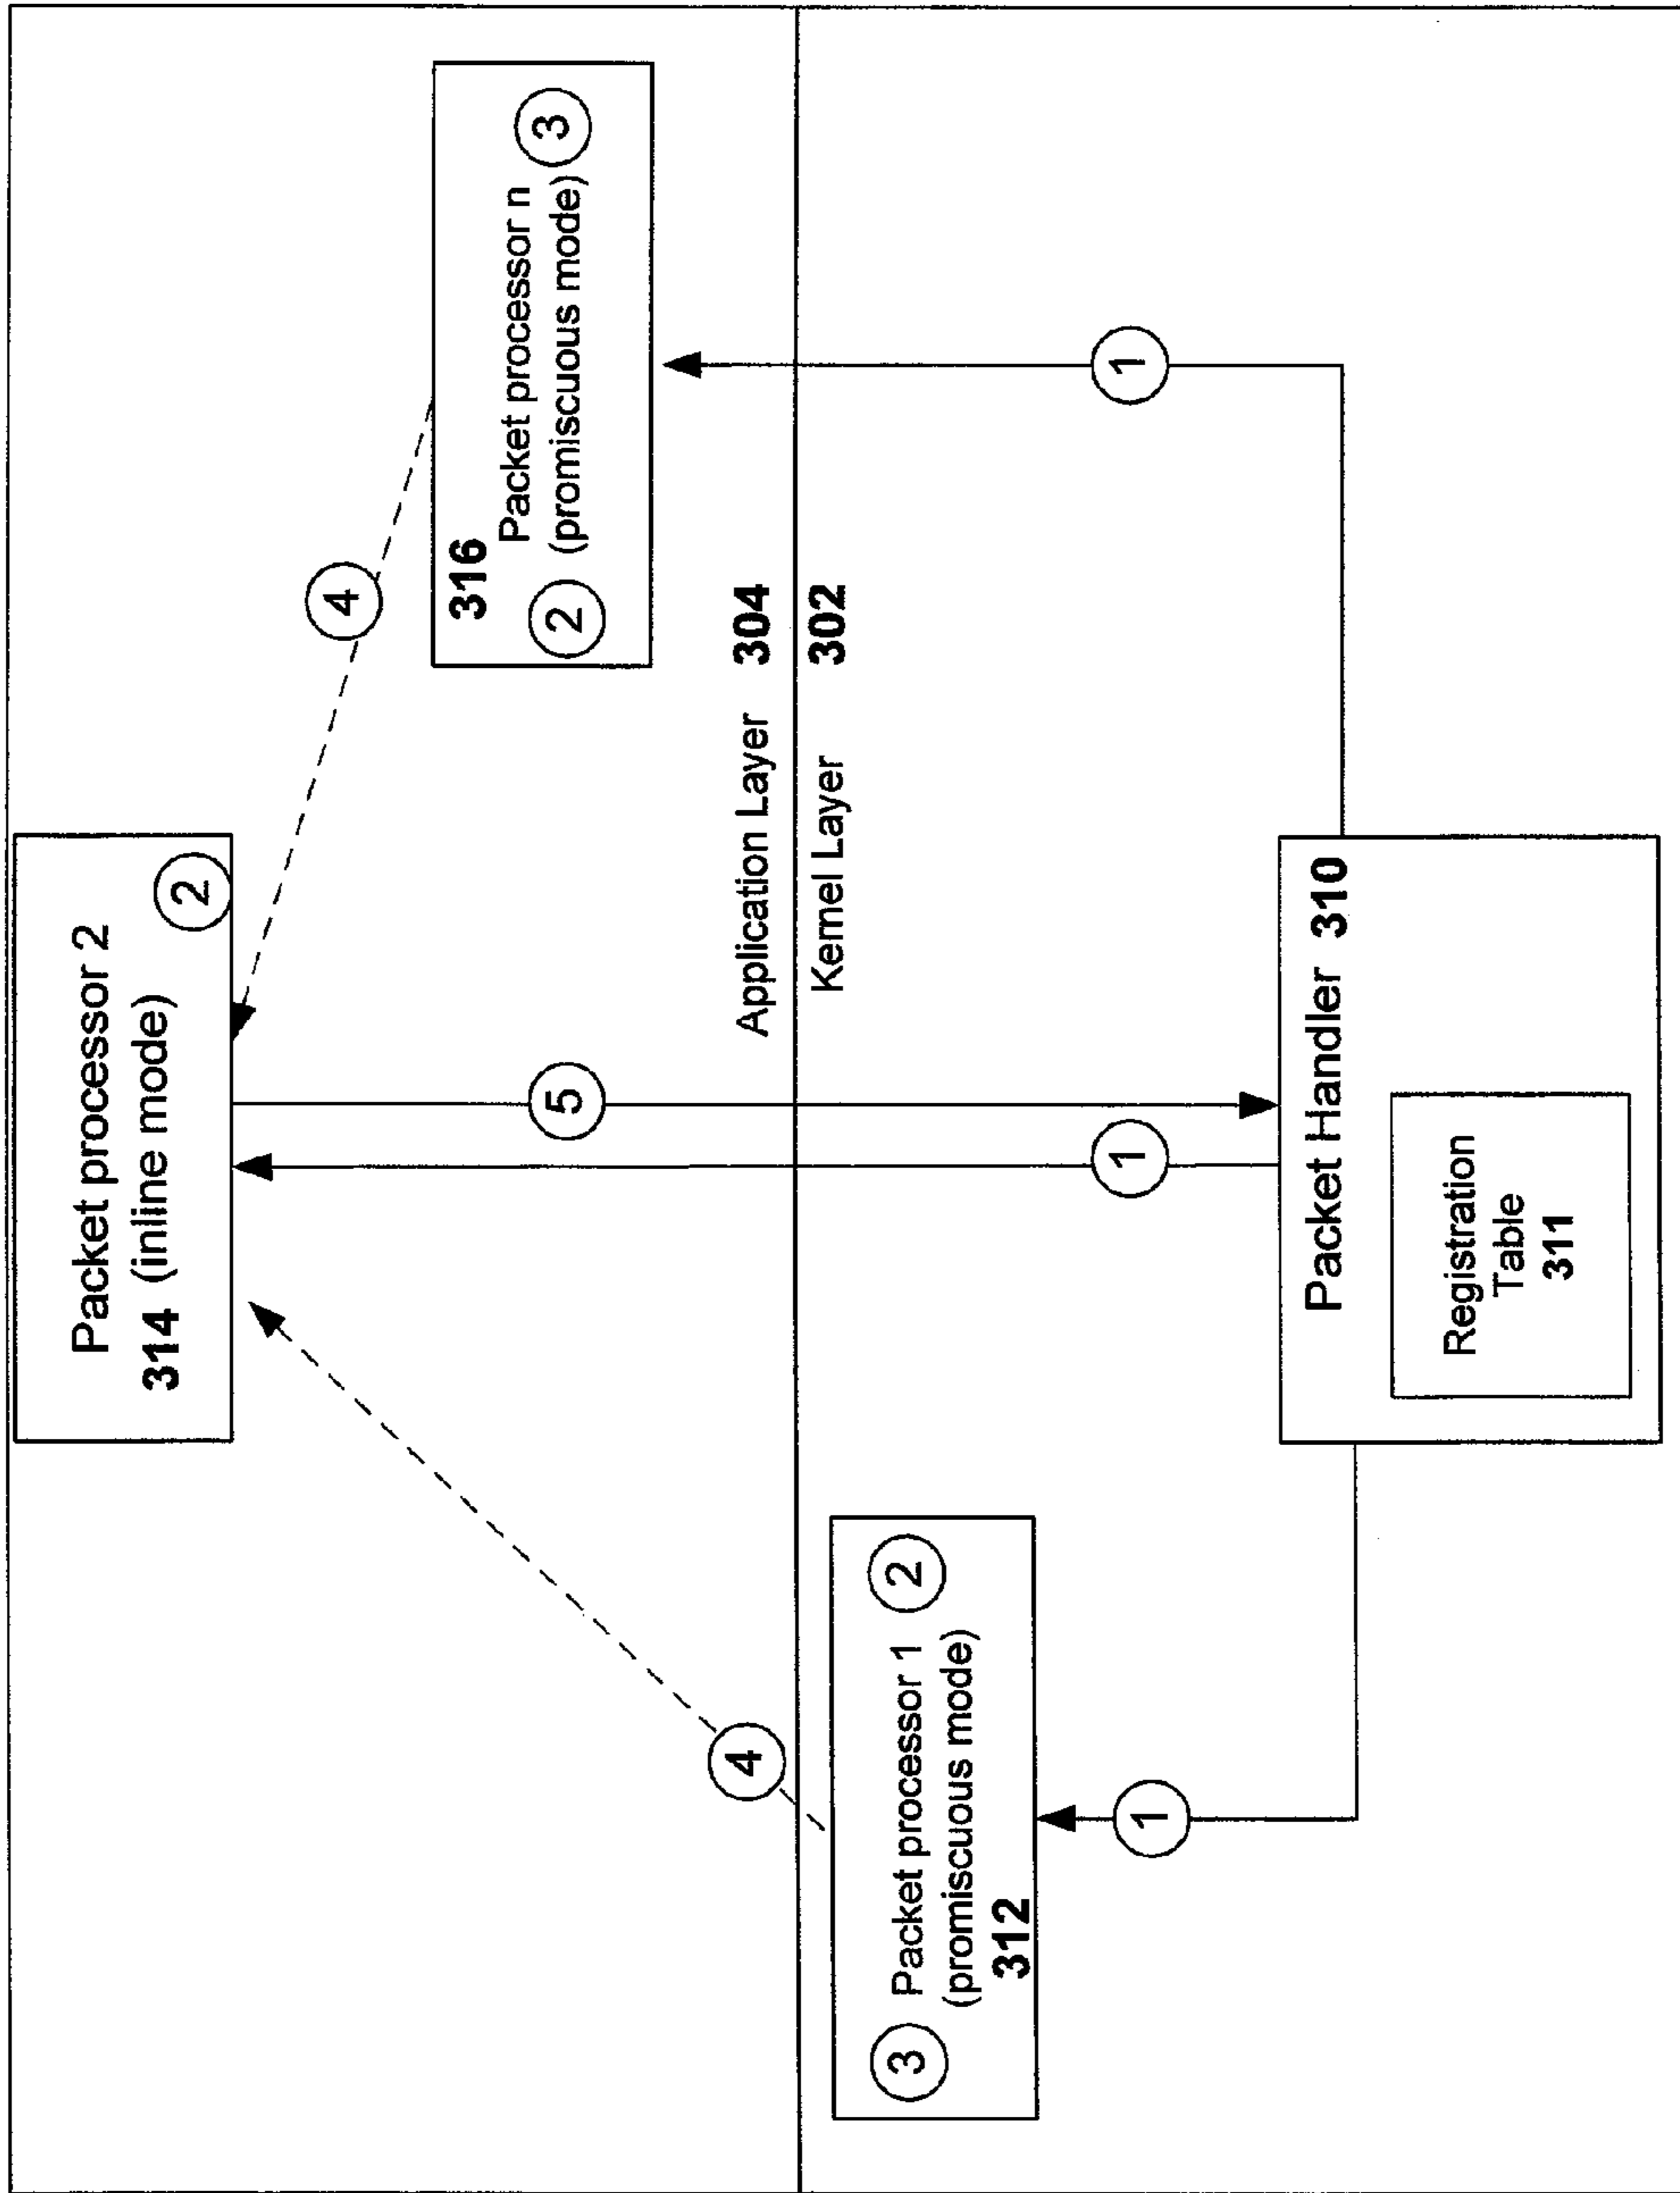 Packet processor 2
314 (inline mode)
2
4
316
Packet processor n
2 (promiscuous mode) 3
4
5
Application Layer 304
Kernel Layer 302
3 Packet processor 1 2
(promiscuous mode)
312
1
1
1
Packet Handler 310
Registration
Table
311